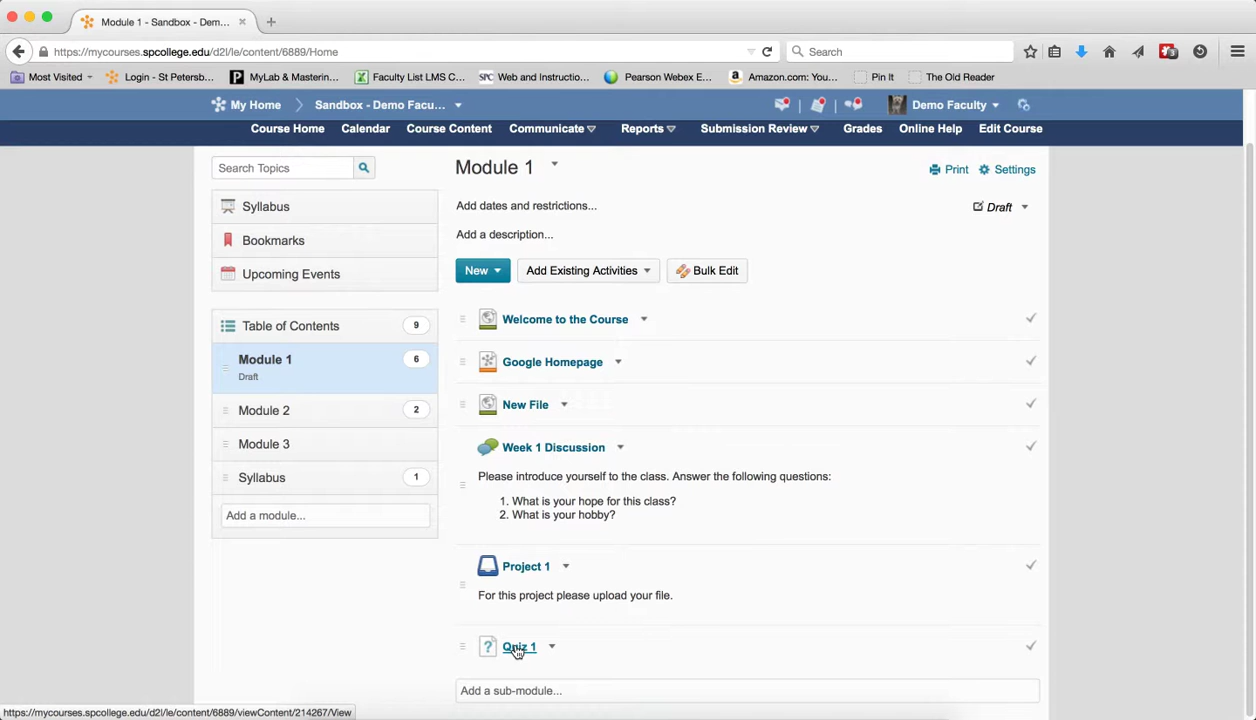 Module 1 - Sandbox - Dem...
https://mycourses.spcollege.edu/d2l/le/content/6889/Home
Search
Most Visited
Login - St Petersb...
MyLab & Mastering...
Faculty List LMS C...
SPC
Web and Instructio...
Pearson Webex E...
Amazon.com: You...
Pin It
The Old Reader
My Home
Sandbox - Demo Facu...
Demo Faculty
Course Home
Calendar
Course Content
Communicate
Reports
Submission Review
Grades
Online Help
Edit Course
Search Topics
Syllabus
Bookmarks
Upcoming Events
Table of Contents 9
Module 1 6
Draft
Module 2 2
Module 3
Syllabus 1
Add a module...
Module 1
Print
Settings
Add dates and restrictions...
Draft
Add a description...
New
Add Existing Activities
Bulk Edit
Welcome to the Course
Google Homepage
New File
Week 1 Discussion
Please introduce yourself to the class. Answer the following questions:
1. What is your hope for this class?
2. What is your hobby?
Project 1
For this project please upload your file.
Quiz 1
Add a sub-module...
https://mycourses.spcollege.edu/d2l/le/content/6889/viewContent/214267/View